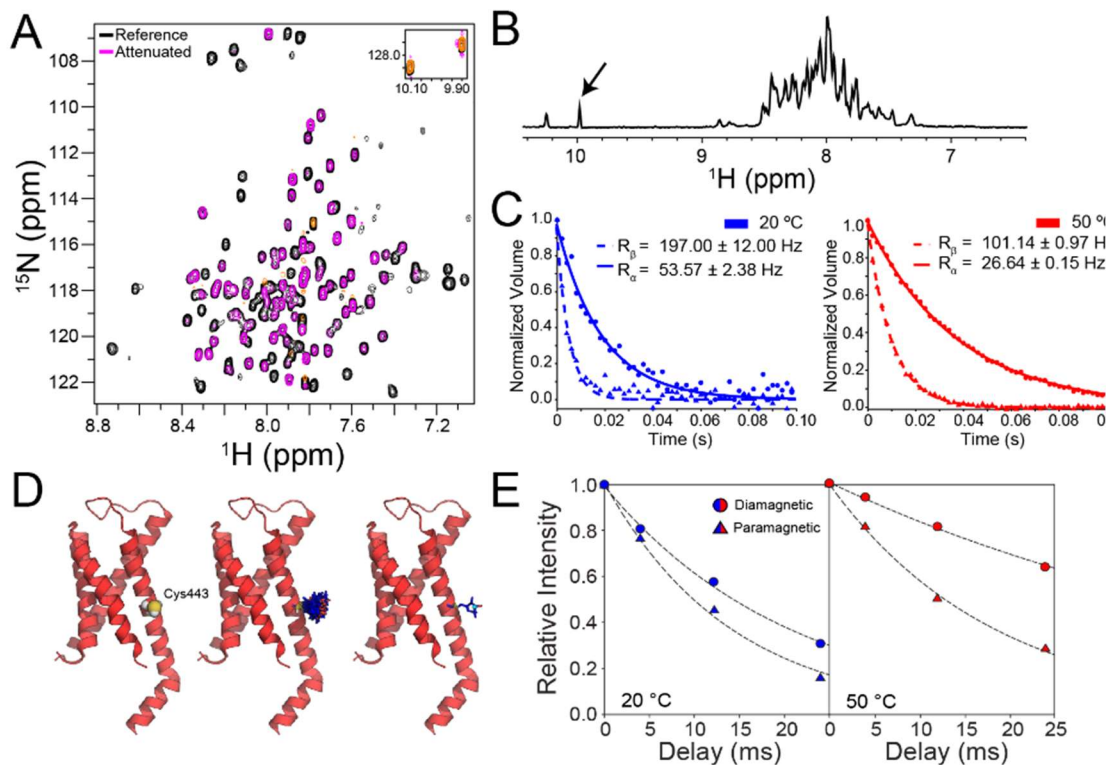 A
Reference
Attenuated
108
110
112
114
116
118
120
122
15N (ppm)
8.8
8.4
8.0
7.6
7.2
1H (ppm)
128.0
10.10
9.90
B
10
9
8
7
1H (ppm)
C
20 ºC
Rβ = 197.00 ± 12.00 Hz
Rα = 53.57 ± 2.38 Hz
Normalized Volume
1.0
0.8
0.6
0.4
0.2
0.0
0
0.02
0.04
0.06
0.08
0.10
Time (s)
50 º
Rβ = 101.14 ± 0.97 H
Rα = 26.64 ± 0.15 Hz
Normalized Volume
1.0
0.8
0.6
0.4
0.2
0.0
0
0.02
0.04
0.06
0.08
Time (s)
D
Cys443
E
Diamagnetic
Paramagnetic
Relative Intensity
1.0
0.8
0.6
0.4
0.2
0.0
20 °C
50 °C
0
5
10
15
20
0
5
10
15
20
25
Delay (ms)
Delay (ms)